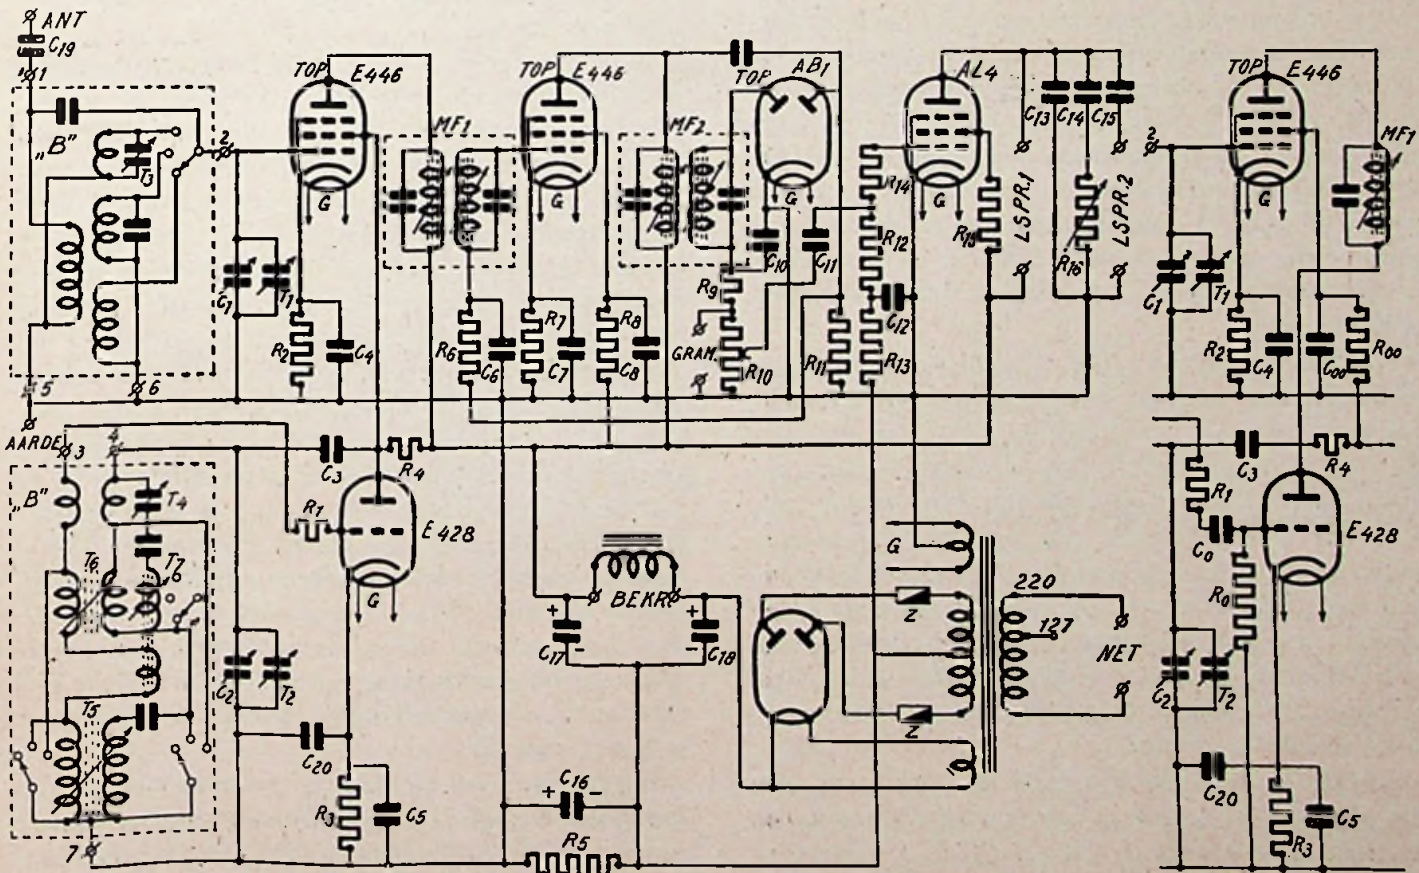 ANT
C19
1
„B"
T3
2
5
6
AARDE
C1
T1
TOP
E446
G
R2
C4
MF1
TOP
E446
G
R6
C6
R7
C7
R8
C8
MF2
TOP
AB1
G
C10
C11
R9
GRAM.
R10
R11
R14
R12
C12
R13
AL4
G
R15
LSPR.1
C13
C14
C15
R16
LSPR.2
3
4
„B"
T4
T6
T7
T5
7
C2
T2
C3
R4
R1
E428
G
C20
R3
C5
BEKR
+
C17
-
+
C18
-
+
C16
-
R5
G
Z
Z
220
127
NET
2
TOP
E446
G
MF1
C1
T1
R2
C4
C00
R00
R1
C3
R4
C0
E428
R0
C2
T2
C20
R3
C5